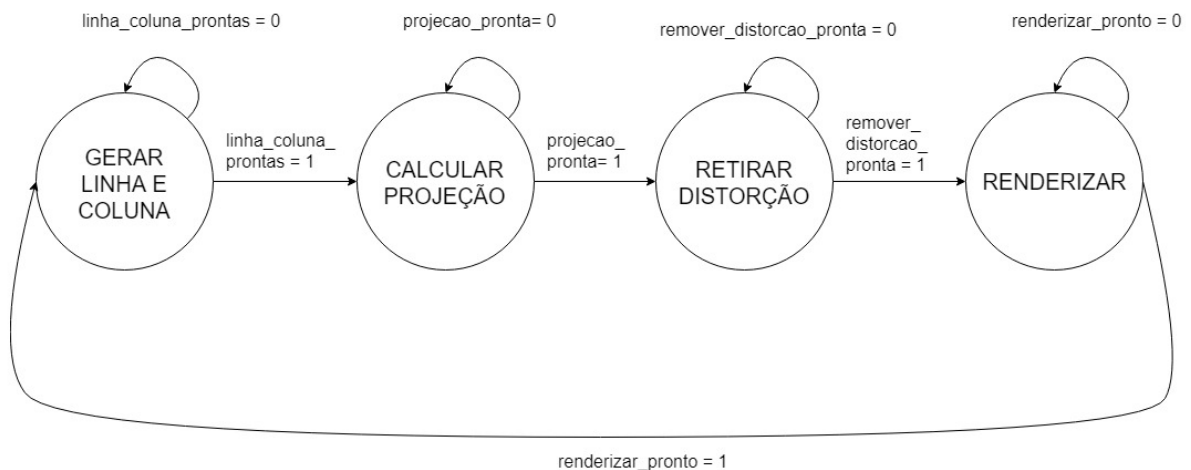 linha_coluna_prontas = 0
projecao_pronta= 0
remover_distorcao_pronta = 0
renderizar_pronto = 0
GERAR
LINHA E
COLUNA
linha_coluna_
prontas = 1
CALCULAR
PROJEÇÃO
projecao_
pronta= 1
RETIRAR
DISTORÇÃO
remover_
distorcao_
pronta = 1
RENDERIZAR
renderizar_pronto = 1